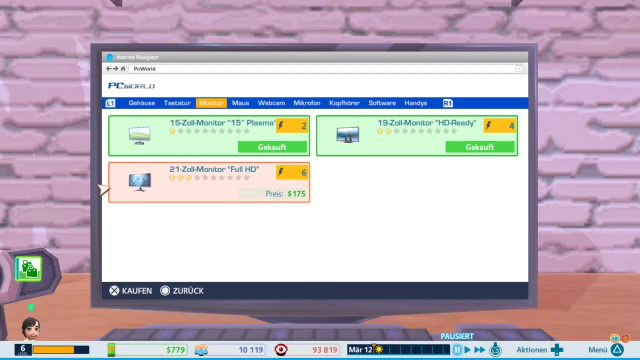 Internet Navigator
PcWorld
PCWORLD
L1 Gehäuse Tastatur Monitor Maus Webcam Mikrofon Kopfhörer Software Handys R1
15-Zoll-Monitor "15" Plasma" 2
Gekauft
19-Zoll-Monitor "HD-Ready" 4
Gekauft
21-Zoll-Monitor "Full HD" 6
Preis: $175
KAUFEN ZURÜCK
PAUSIERT
6 LEVEL $779 10 119 93 819 Mär 12 Aktionen Menü